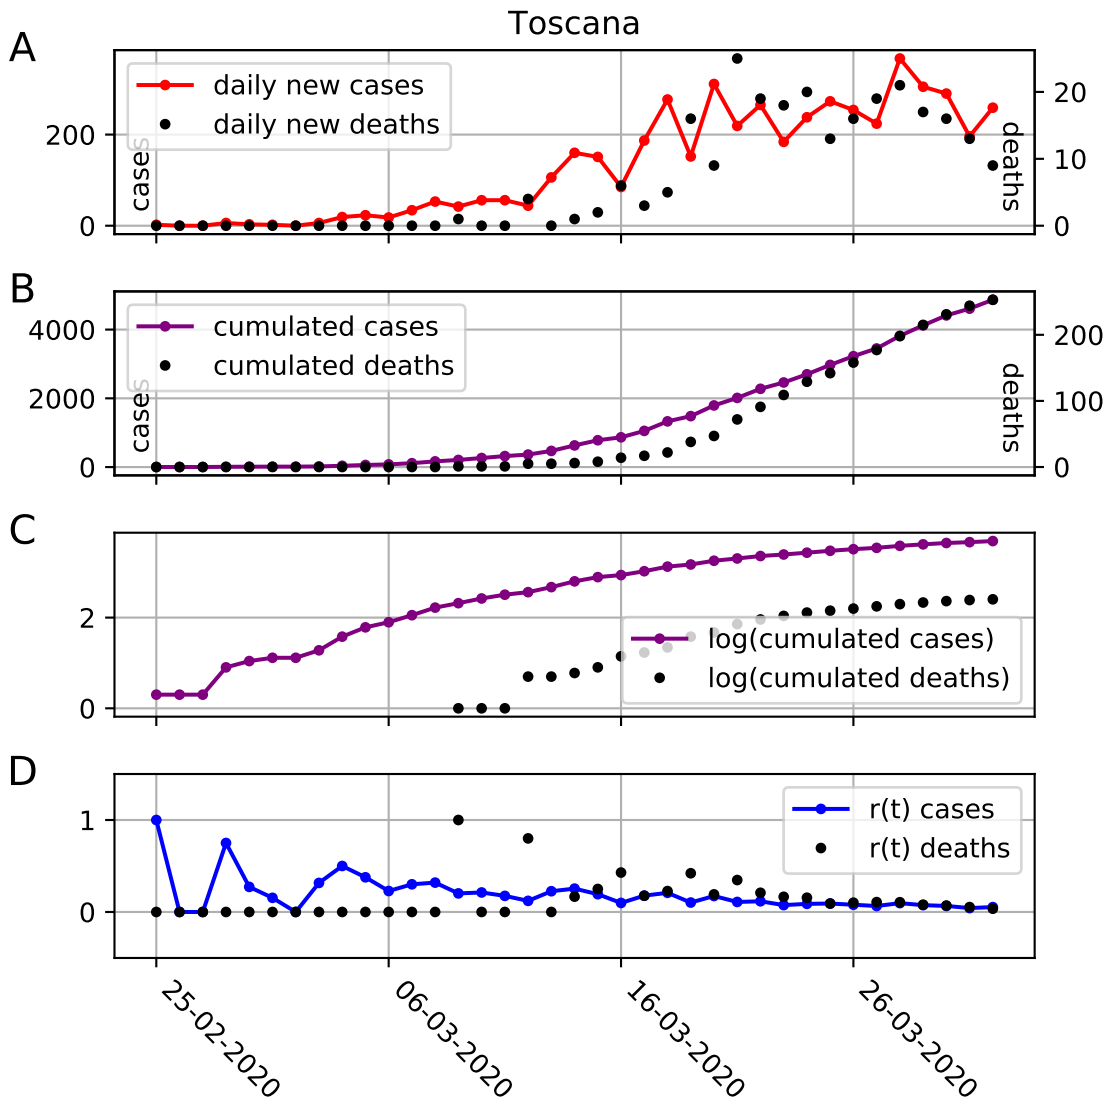 Toscana
A
daily new cases
daily new deaths
200
0
cases
20
10
0
deaths
B
cumulated cases
cumulated deaths
4000
2000
0
cases
200
100
0
deaths
C
2
0
log(cumulated cases)
log(cumulated deaths)
D
1
0
r(t) cases
r(t) deaths
25-02-2020
06-03-2020
16-03-2020
26-03-2020